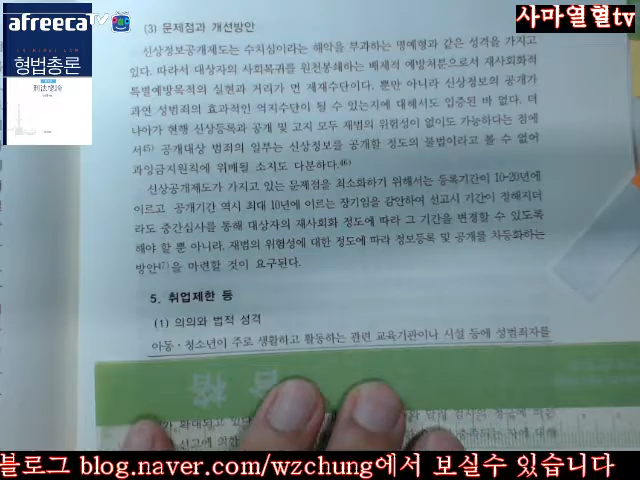 afreecaTV
사마열혈tv
형법총론
刑法總論
(3) 문제점과 개선방안
신상정보공개제도는 수치심이라는 해악을 부과하는 명예형과 같은 성격을 가지고
있다. 따라서 대상자의 사회복귀를 원천봉쇄하는 배제적 예방처분으로서 재사회화적
특별예방목적의 실현과 거리가 먼 제재수단이다. 뿐만 아니라 신상정보의 공개가
과연 성범죄의 효과적인 억지수단이 될 수 있는지에 대해서도 입증된 바 없다. 더
나아가 현행 신상등록과 공개 및 고지 모두 재범의 위험성이 없이도 가능하다는 점에
서45) 공개대상 범죄의 일부는 신상정보를 공개할 정도의 불법이라고 볼 수 없어
과잉금지원칙에 위배될 소지도 다분하다.46)
신상공개제도가 가지고 있는 문제점을 최소화하기 위해서는 등록기간이 10-20년에
이르고 공개기간 역시 최대 10년에 이르는 장기임을 감안하여 선고시 기간이 정해지더
라도 중간심사를 통해 대상자의 재사회화 정도에 따라 그 기간을 변경할 수 있도록
해야 할 뿐 아니라, 재범의 위험성에 대한 정도에 따라 정보등록 및 공개를 차등화하는
방안47)을 마련할 것이 요구된다.
5. 취업제한 등
(1) 의의와 법적 성격
아동·청소년이 주로 생활하고 활동하는 관련 교육기관이나 시설 등에 성범죄자를
블로그 blog.naver.com/wzchung에서 보실수 있습니다